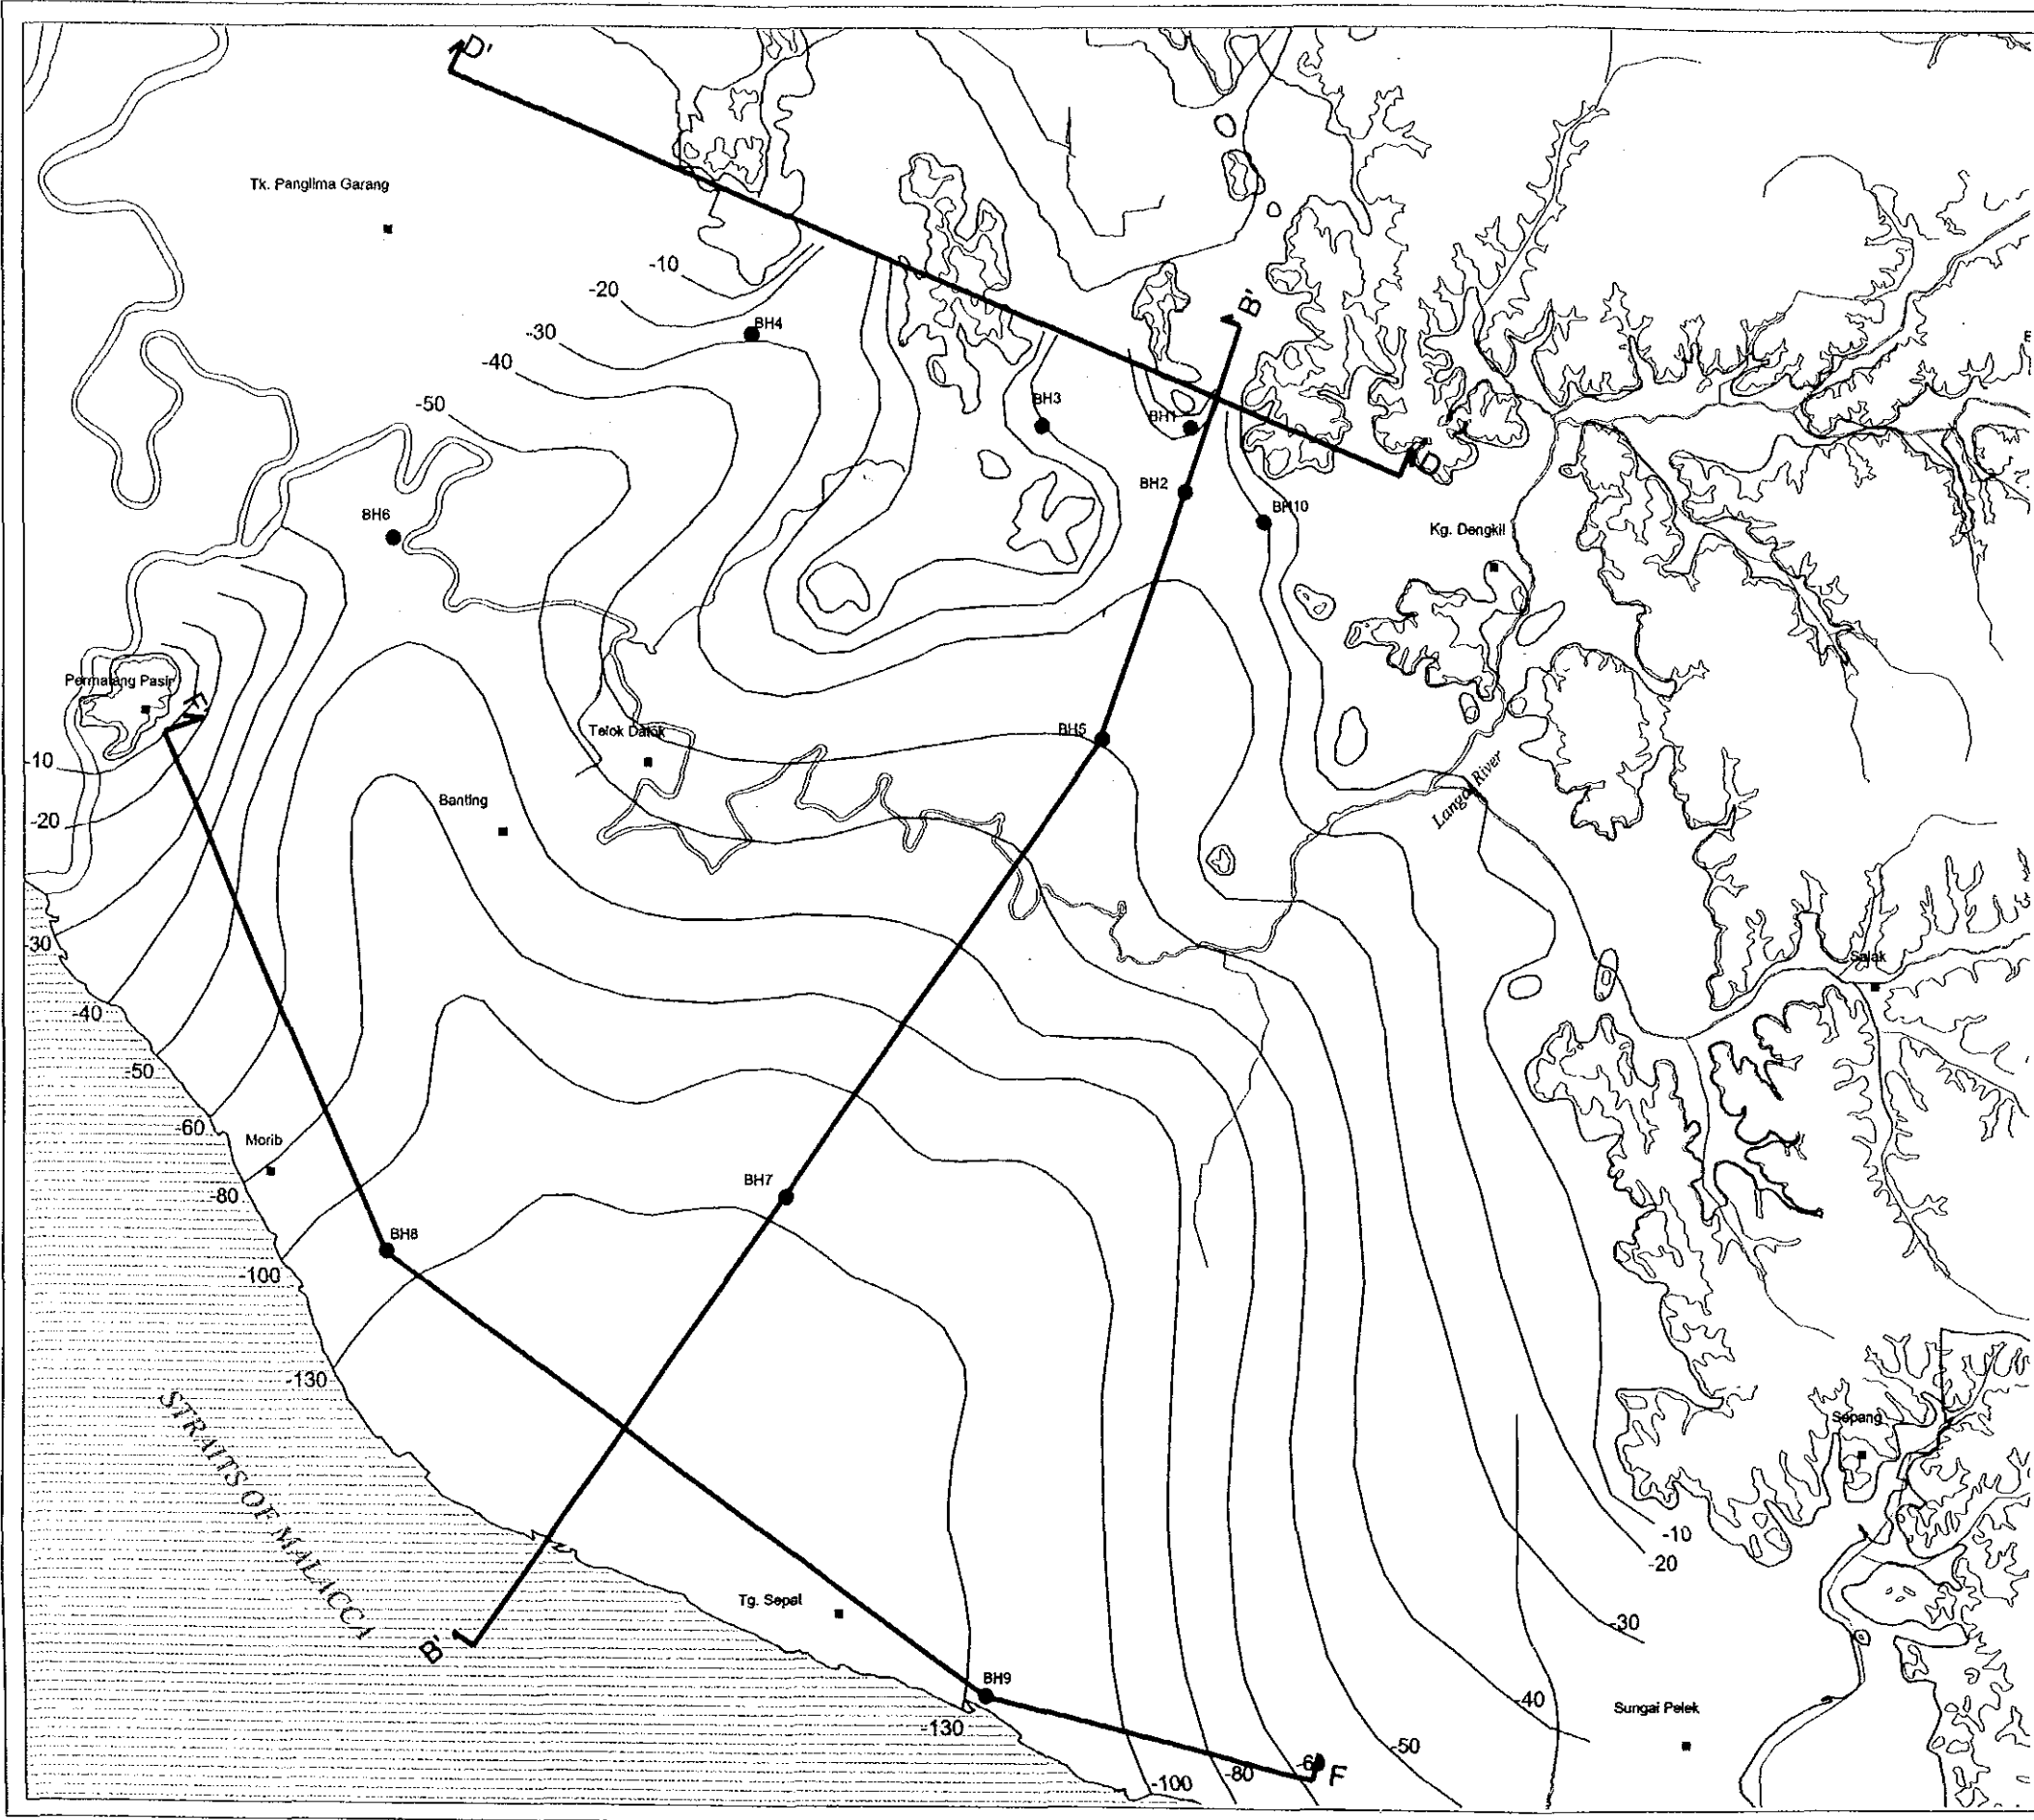 D'
Tk. Panglima Garang
-10
-20
BH4
B'
-30
-40
-50
BH3
BH1
BH2
BH6
BH10
Kg. Dengkil
Permatang Pasir
Telok Datok
BH5
-10
Banting
Langat River
-20
-30
Salak
-40
-50
-60
Morib
-80
BH7
BH8
-100
-130
STRAITS OF MALACCA
Sepang
-10
-20
Tg. Sepat
-30
B'
BH9
-40
Sungai Pelek
-130
-50
-60
F
-80
-100